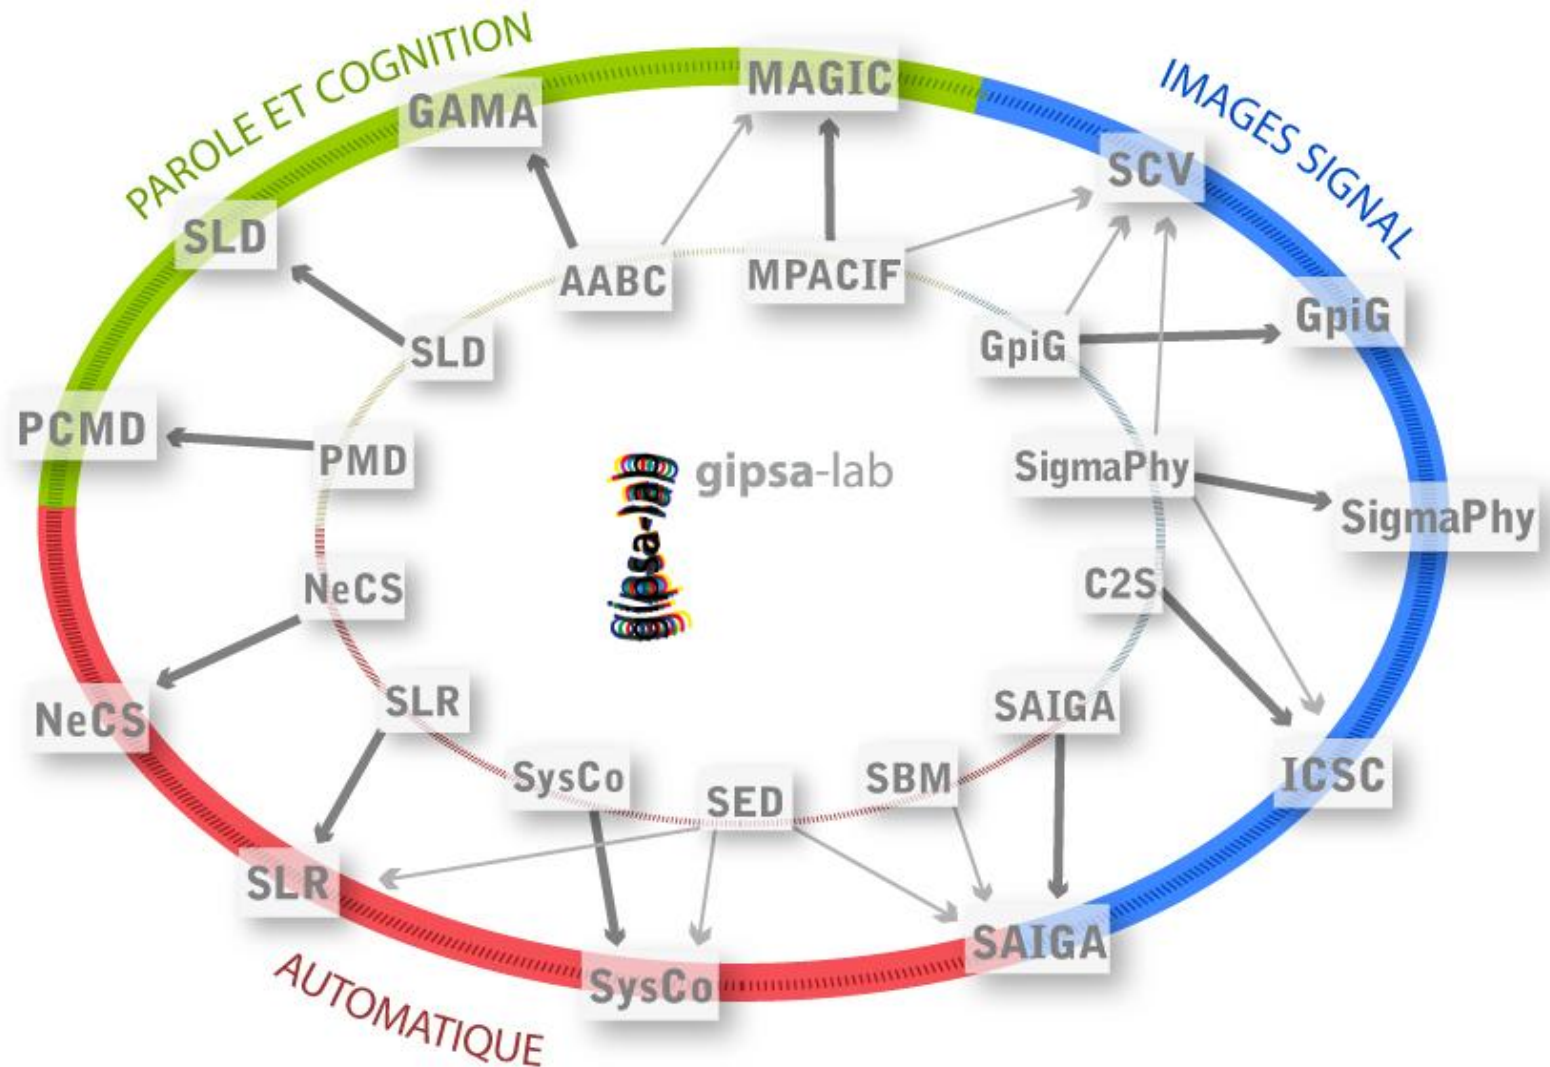 PAROLE ET COGNITION
IMAGES SIGNAL
MAGIC
GAMA
SCV
SLD
AABC
MPACIF
GpiG
GpiG
SLD
PCMD
PMD
gipsa-lab
SigmaPhy
SigmaPhy
NeCS
C2S
NeCS
SLR
SAIGA
SysCo
SED
SBM
ICSC
SLR
SAIGA
SysCo
AUTOMATIQUE